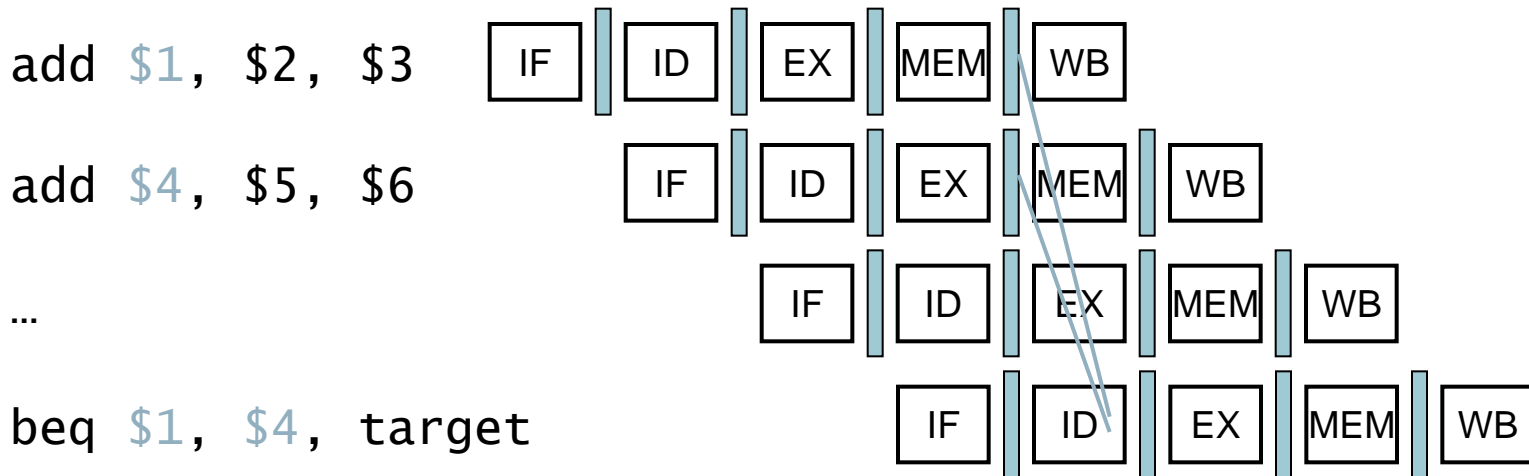 add $1, $2, $3 IF ID EX MEM WB
add $4, $5, $6 IF ID EX MEM WB
… IF ID EX MEM WB
beq $1, $4, target IF ID EX MEM WB